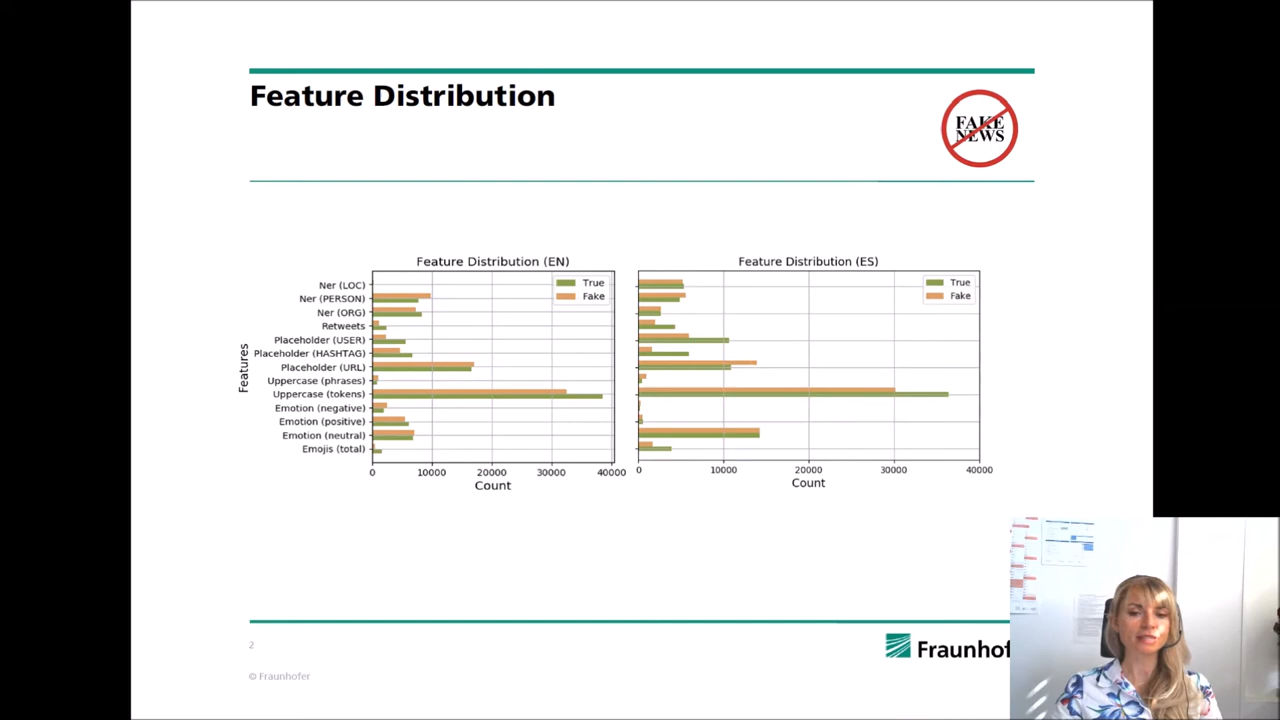 Feature Distribution
FAKE
NEWS
Feature Distribution (EN)
True
Fake
Ner (LOC)
Ner (PERSON)
Ner (ORG)
Retweets
Placeholder (USER)
Placeholder (HASHTAG)
Placeholder (URL)
Uppercase (phrases)
Uppercase (tokens)
Emotion (negative)
Emotion (positive)
Emotion (neutral)
Emojis (total)
Features
0 10000 20000 30000 40000
Count
Feature Distribution (ES)
True
Fake
0 10000 20000 30000 40000
Count
2
© Fraunhofer
Fraunhof